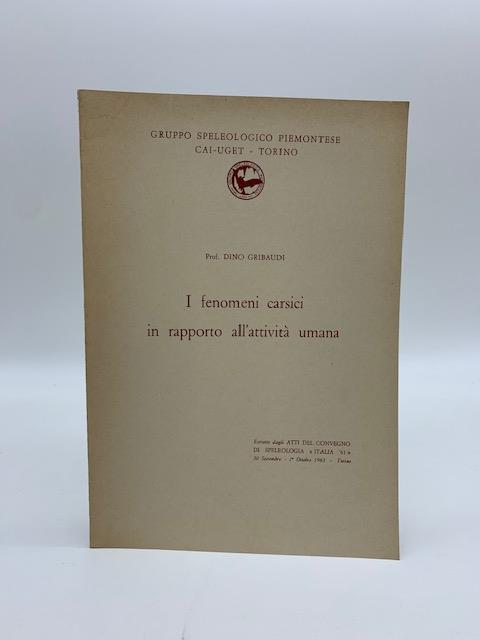 GRUPPO SPELEOLOGICO PIEMONTESE
CAI-UGET - TORINO
Prof. DINO GRIBAUDI
I fenomeni carsici
in rapporto all'attività umana
Estratto dagli ATTI DEL CONVEGNO
DI SPELEOLOGIA « ITALIA '61 »
30 Settembre - 1° Ottobre 1961 - Torino